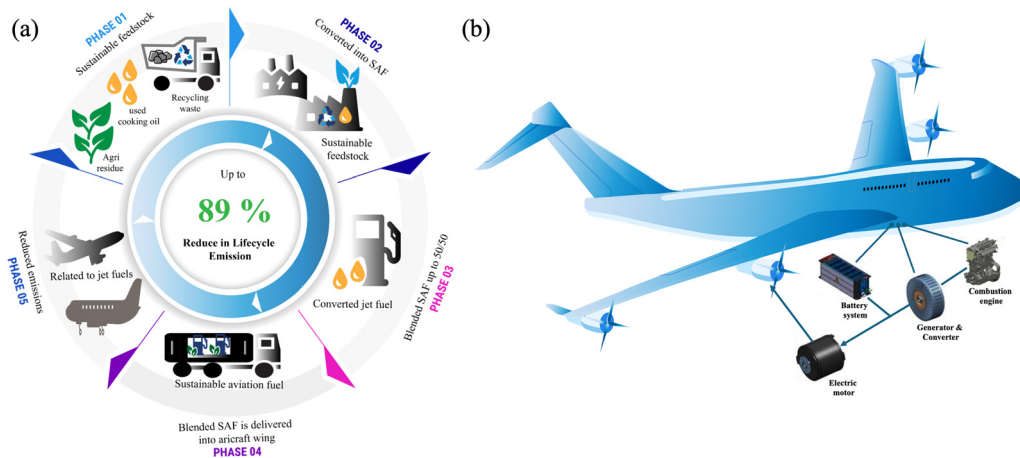 (a)
PHASE 01
Sustainable feedstock
Recycling
waste
used
cooking oil
Agri
residue
PHASE 02
Converted into SAF
Sustainable
feedstock
Up to
89 %
Reduce in Lifecycle
Emission
Converted jet fuel
Blended SAF up to 50/50
PHASE 03
Sustainable aviation fuel
Blended SAF is delivered
into aricraft wing
PHASE 04
Related to jet fuels
Reduced emissions
PHASE 05
(b)
Battery
system
Generator &
Converter
Combustion
engine
Electric
motor